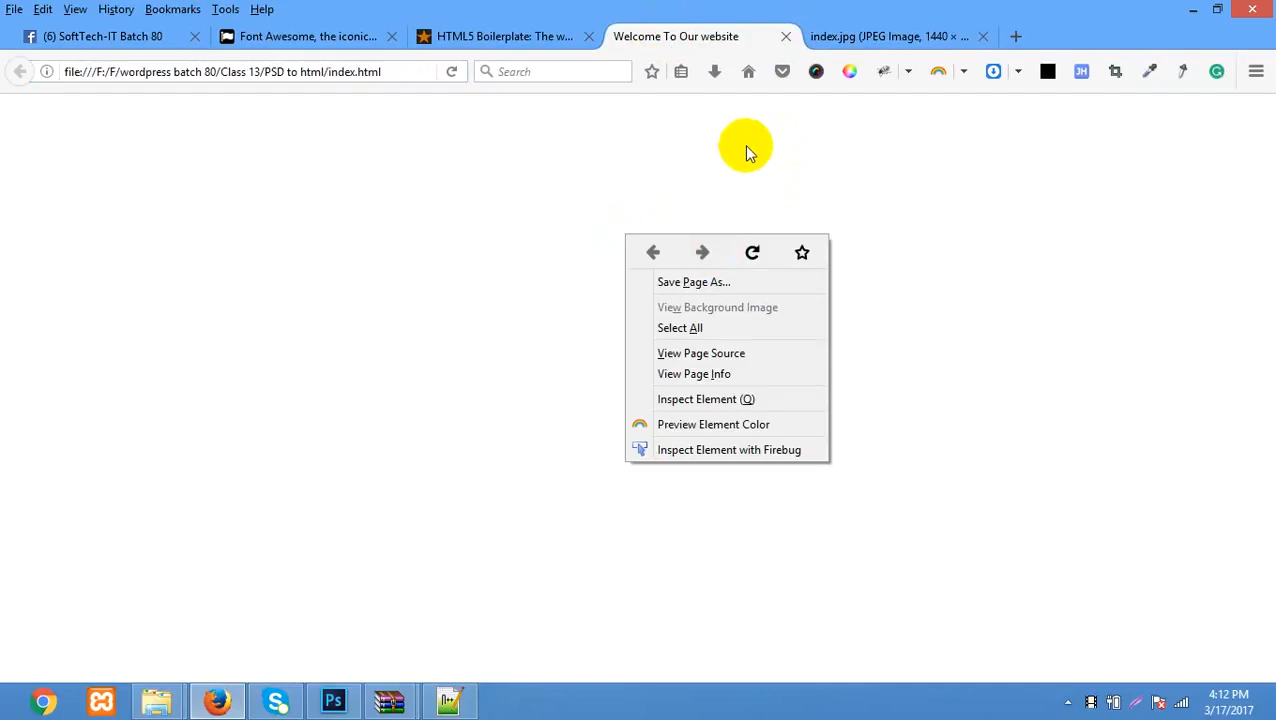 File Edit View History Bookmarks Tools Help
f (6) SoftTech-IT Batch 80
Font Awesome, the iconic...
HTML5 Boilerplate: The w...
Welcome To Our website
index.jpg (JPEG Image, 1440 × ...
file:///F:/F/wordpress batch 80/Class 13/PSD to html/index.html
Search
JH
Save Page As...
View Background Image
Select All
View Page Source
View Page Info
Inspect Element (Q)
Preview Element Color
Inspect Element with Firebug
Ps
4:12 PM
3/17/2017